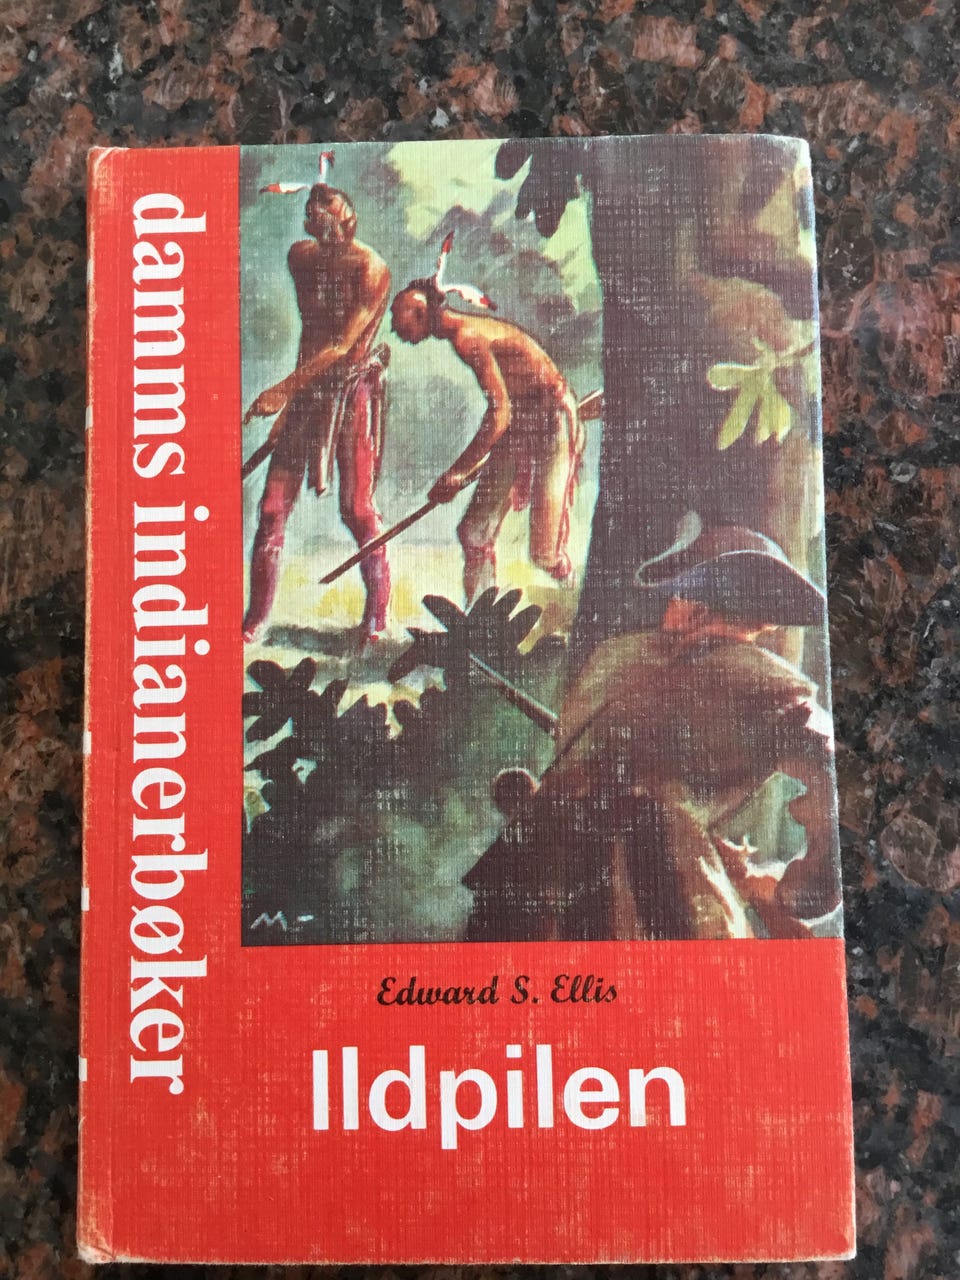 damms indianerbøker
Edward S. Ellis
Ildpilen
M-